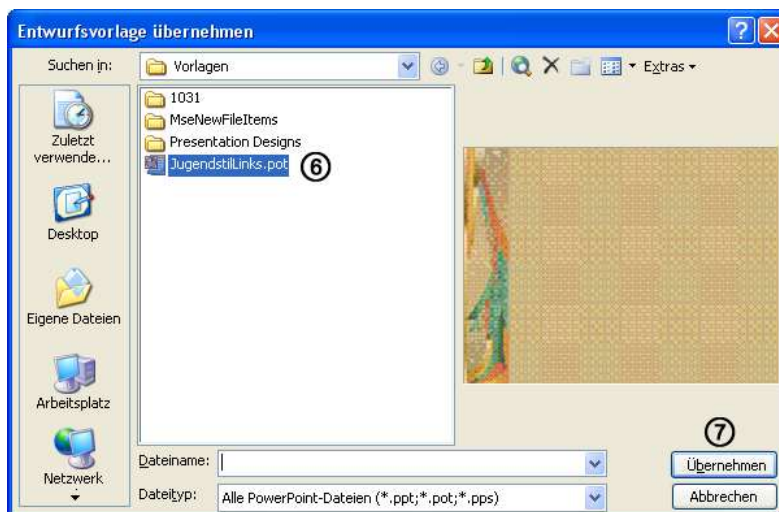 Entwurfsvorlage übernehmen
Suchen in: Vorlagen Extras
Zuletzt verwende...
Desktop
Eigene Dateien
Arbeitsplatz
Netzwerk
1031
MseNewFileItems
Presentation Designs
JugendstilLinks.pot 6
7
Dateiname: Übernehmen
Dateityp: Alle PowerPoint-Dateien (*.ppt;*.pot;*.pps) Abbrechen